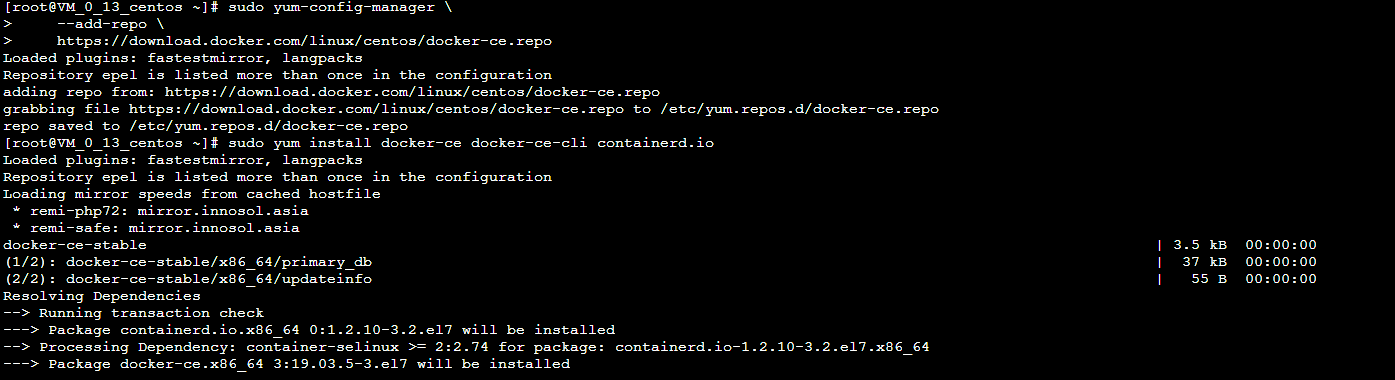 [root@VM_0_13_centos ~]# sudo yum-config-manager \
>     --add-repo \
>     https://download.docker.com/linux/centos/docker-ce.repo
Loaded plugins: fastestmirror, langpacks
Repository epel is listed more than once in the configuration
adding repo from: https://download.docker.com/linux/centos/docker-ce.repo
grabbing file https://download.docker.com/linux/centos/docker-ce.repo to /etc/yum.repos.d/docker-ce.repo
repo saved to /etc/yum.repos.d/docker-ce.repo
[root@VM_0_13_centos ~]# sudo yum install docker-ce docker-ce-cli containerd.io
Loaded plugins: fastestmirror, langpacks
Repository epel is listed more than once in the configuration
Loading mirror speeds from cached hostfile
 * remi-php72: mirror.innosol.asia
 * remi-safe: mirror.innosol.asia
docker-ce-stable | 3.5 kB  00:00:00
(1/2): docker-ce-stable/x86_64/primary_db |  37 kB  00:00:00
(2/2): docker-ce-stable/x86_64/updateinfo |   55 B  00:00:00
Resolving Dependencies
--> Running transaction check
---> Package containerd.io.x86_64 0:1.2.10-3.2.el7 will be installed
--> Processing Dependency: container-selinux >= 2:2.74 for package: containerd.io-1.2.10-3.2.el7.x86_64
---> Package docker-ce.x86_64 3:19.03.5-3.el7 will be installed